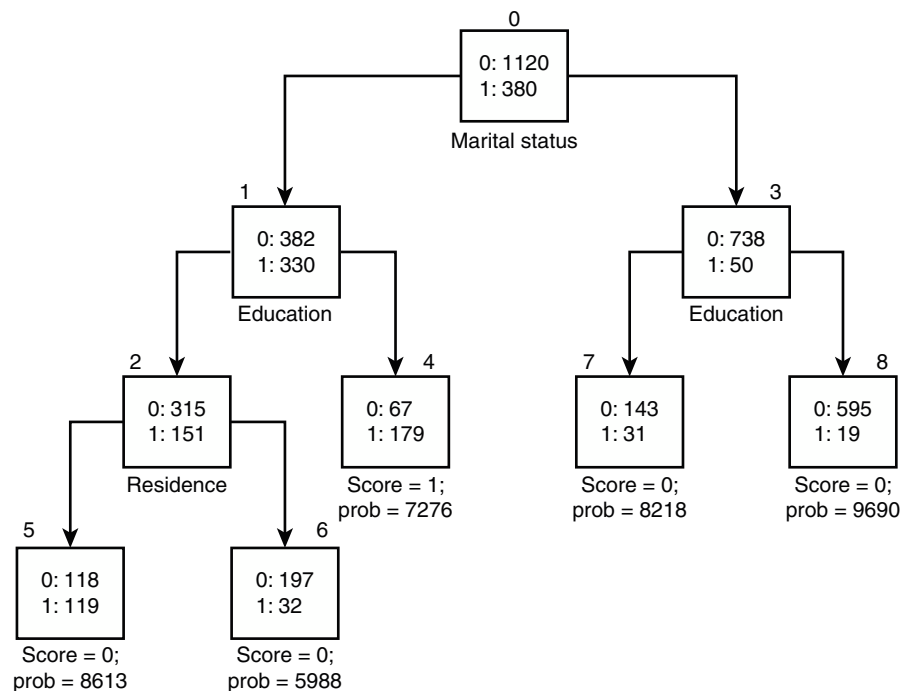 0
0: 1120
1: 380
Marital status
1
0: 382
1: 330
Education
3
0: 738
1: 50
Education
2
0: 315
1: 151
Residence
4
0: 67
1: 179
Score = 1;
prob = 7276
7
0: 143
1: 31
Score = 0;
prob = 8218
8
0: 595
1: 19
Score = 0;
prob = 9690
5
0: 118
1: 119
Score = 0;
prob = 8613
6
0: 197
1: 32
Score = 0;
prob = 5988